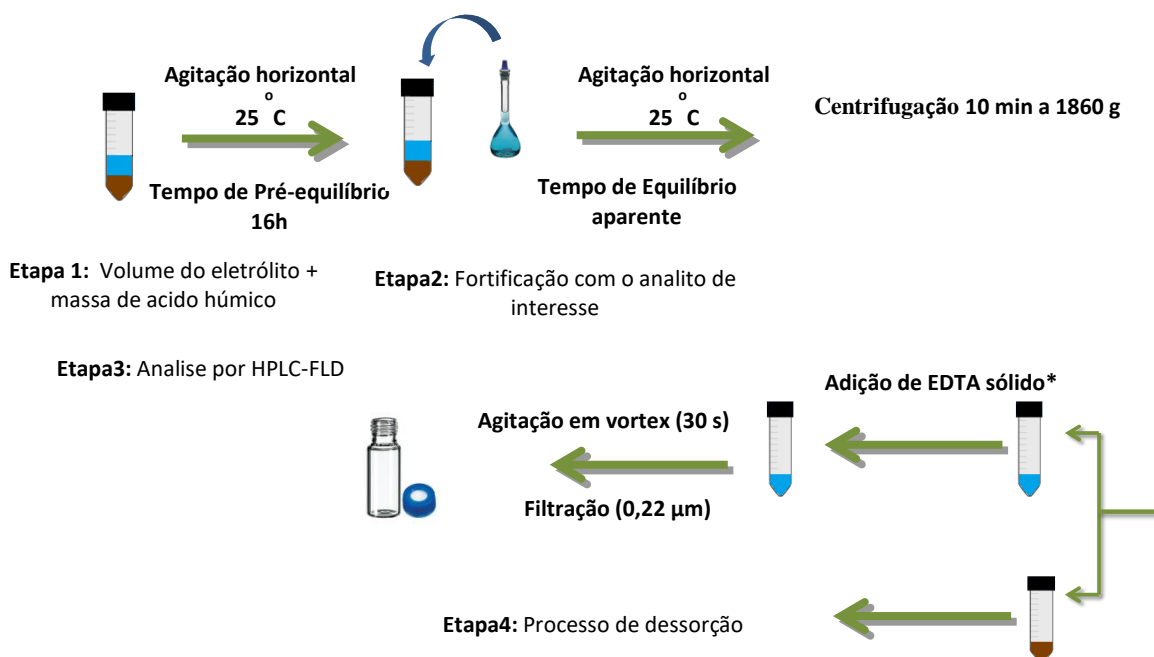 Agitação horizontal
25 °C
Tempo de Pré-equilíbrio
16h
Agitação horizontal
25 °C
Tempo de Equilíbrio
aparente
Centrifugação 10 min a 1860 g
Etapa 1: Volume do eletrólito +
massa de acido húmico
Etapa2: Fortificação com o analito de
interesse
Etapa3: Analise por HPLC-FLD
Adição de EDTA sólido*
Agitação em vortex (30 s)
Filtração (0,22 µm)
Etapa4: Processo de dessorção